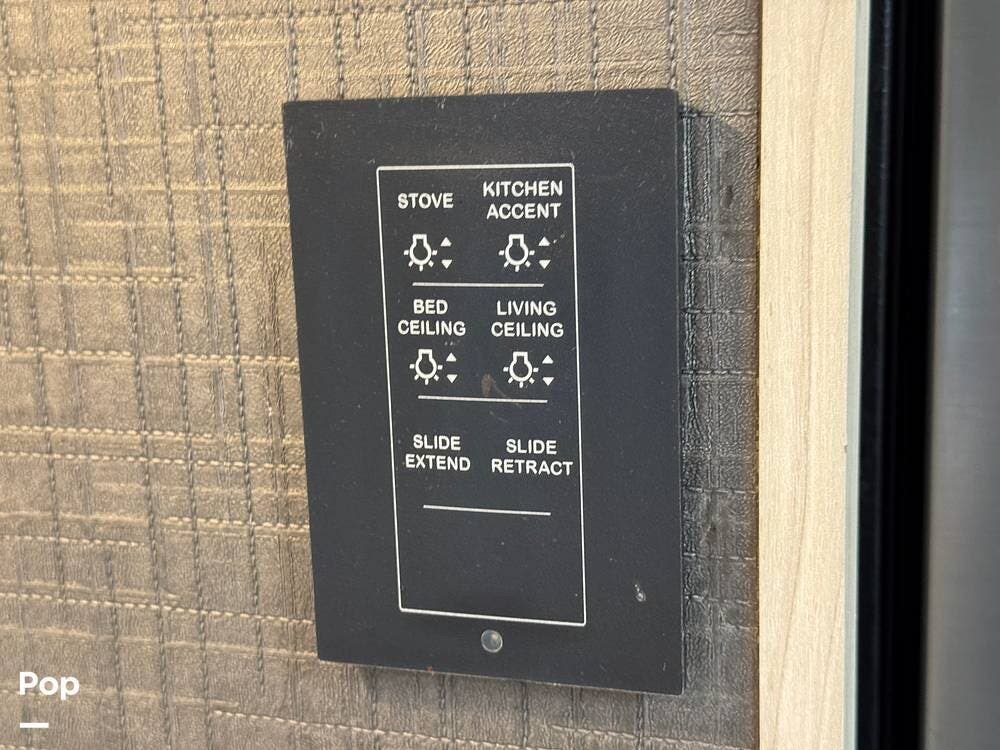 STOVE
KITCHEN
ACCENT
BED
CEILING
LIVING
CEILING
SLIDE
EXTEND
SLIDE
RETRACT
Pop